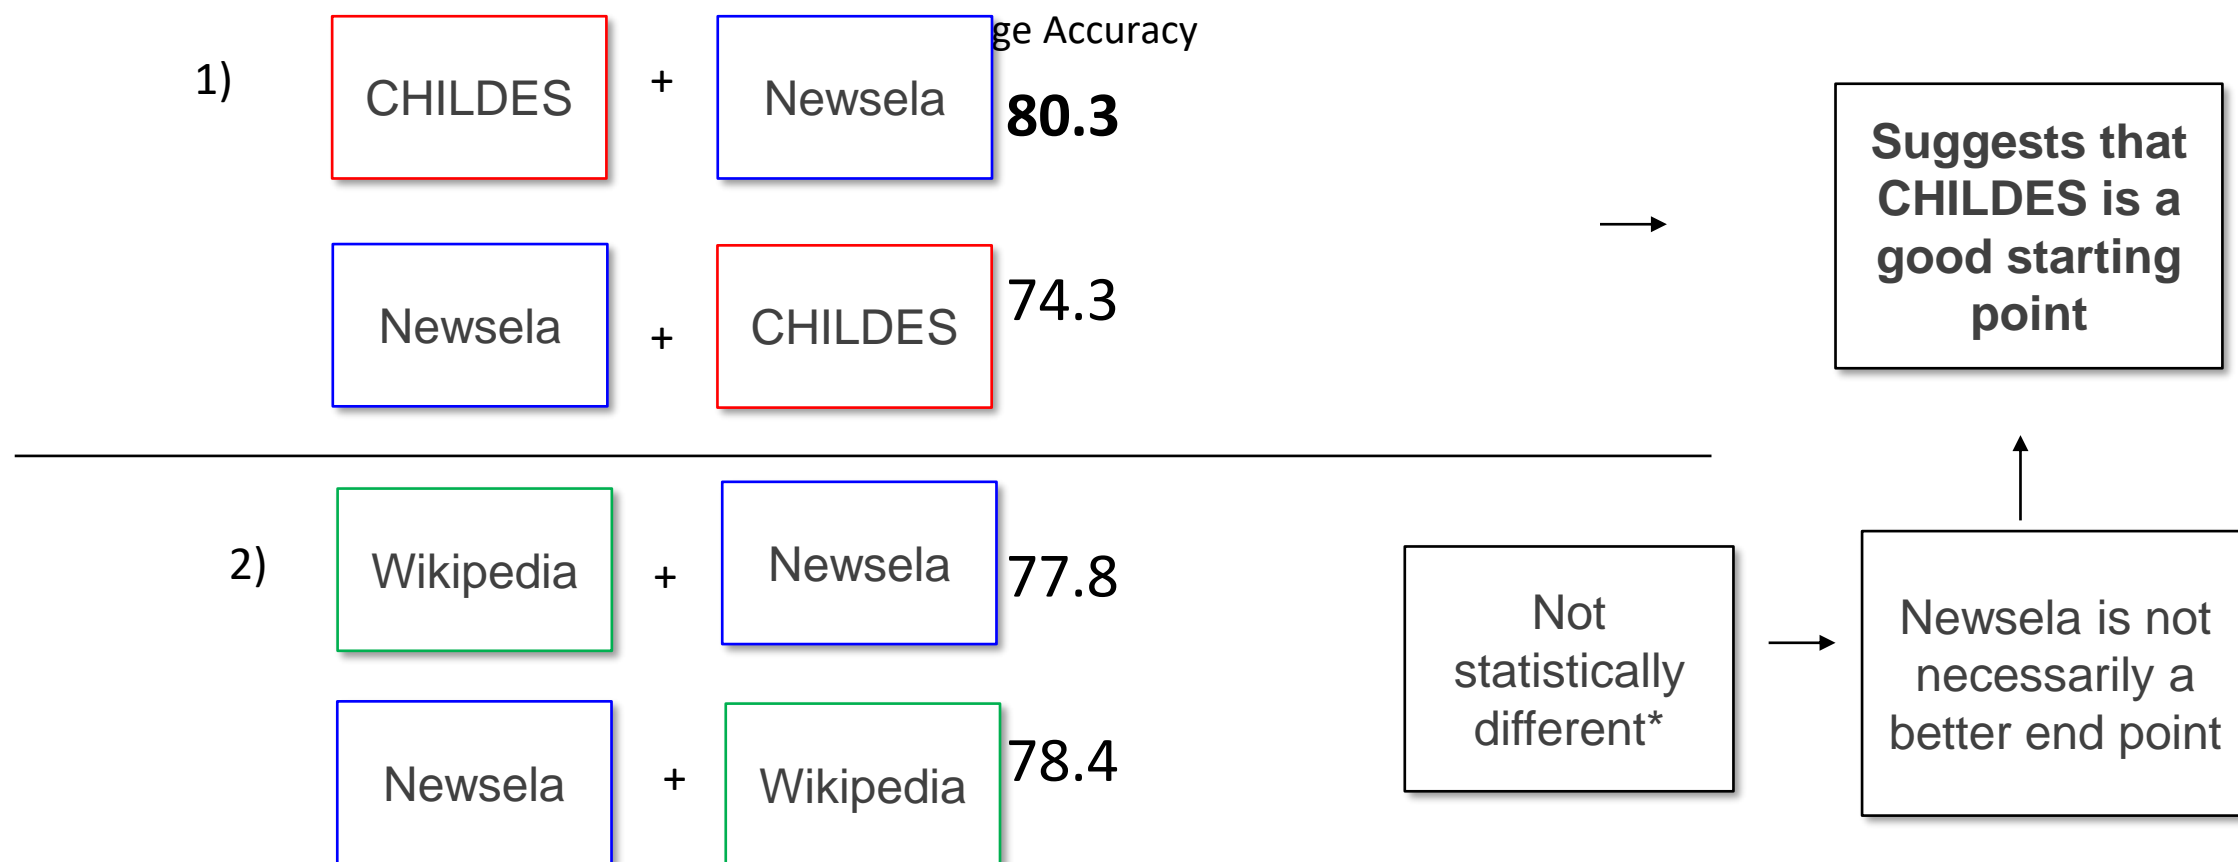 ge Accuracy
1)
CHILDES
+
Newsela
80.3
Newsela
+
CHILDES
74.3
Suggests that
CHILDES is a
good starting
point
2)
Wikipedia
+
Newsela
77.8
Newsela
+
Wikipedia
78.4
Not
statistically
different*
Newsela is not
necessarily a
better end point